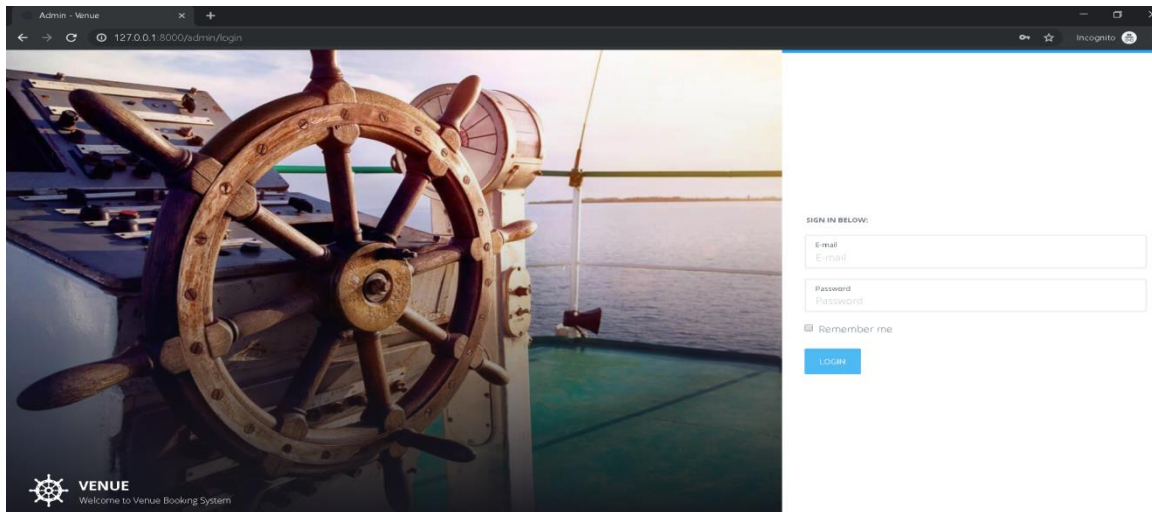 Admin - Venue
127.0.0.1:8000/admin/login
Incognito
SIGN IN BELOW:
E-mail
E-mail
Password
Password
Remember me
LOGIN
VENUE
Welcome to Venue Booking System